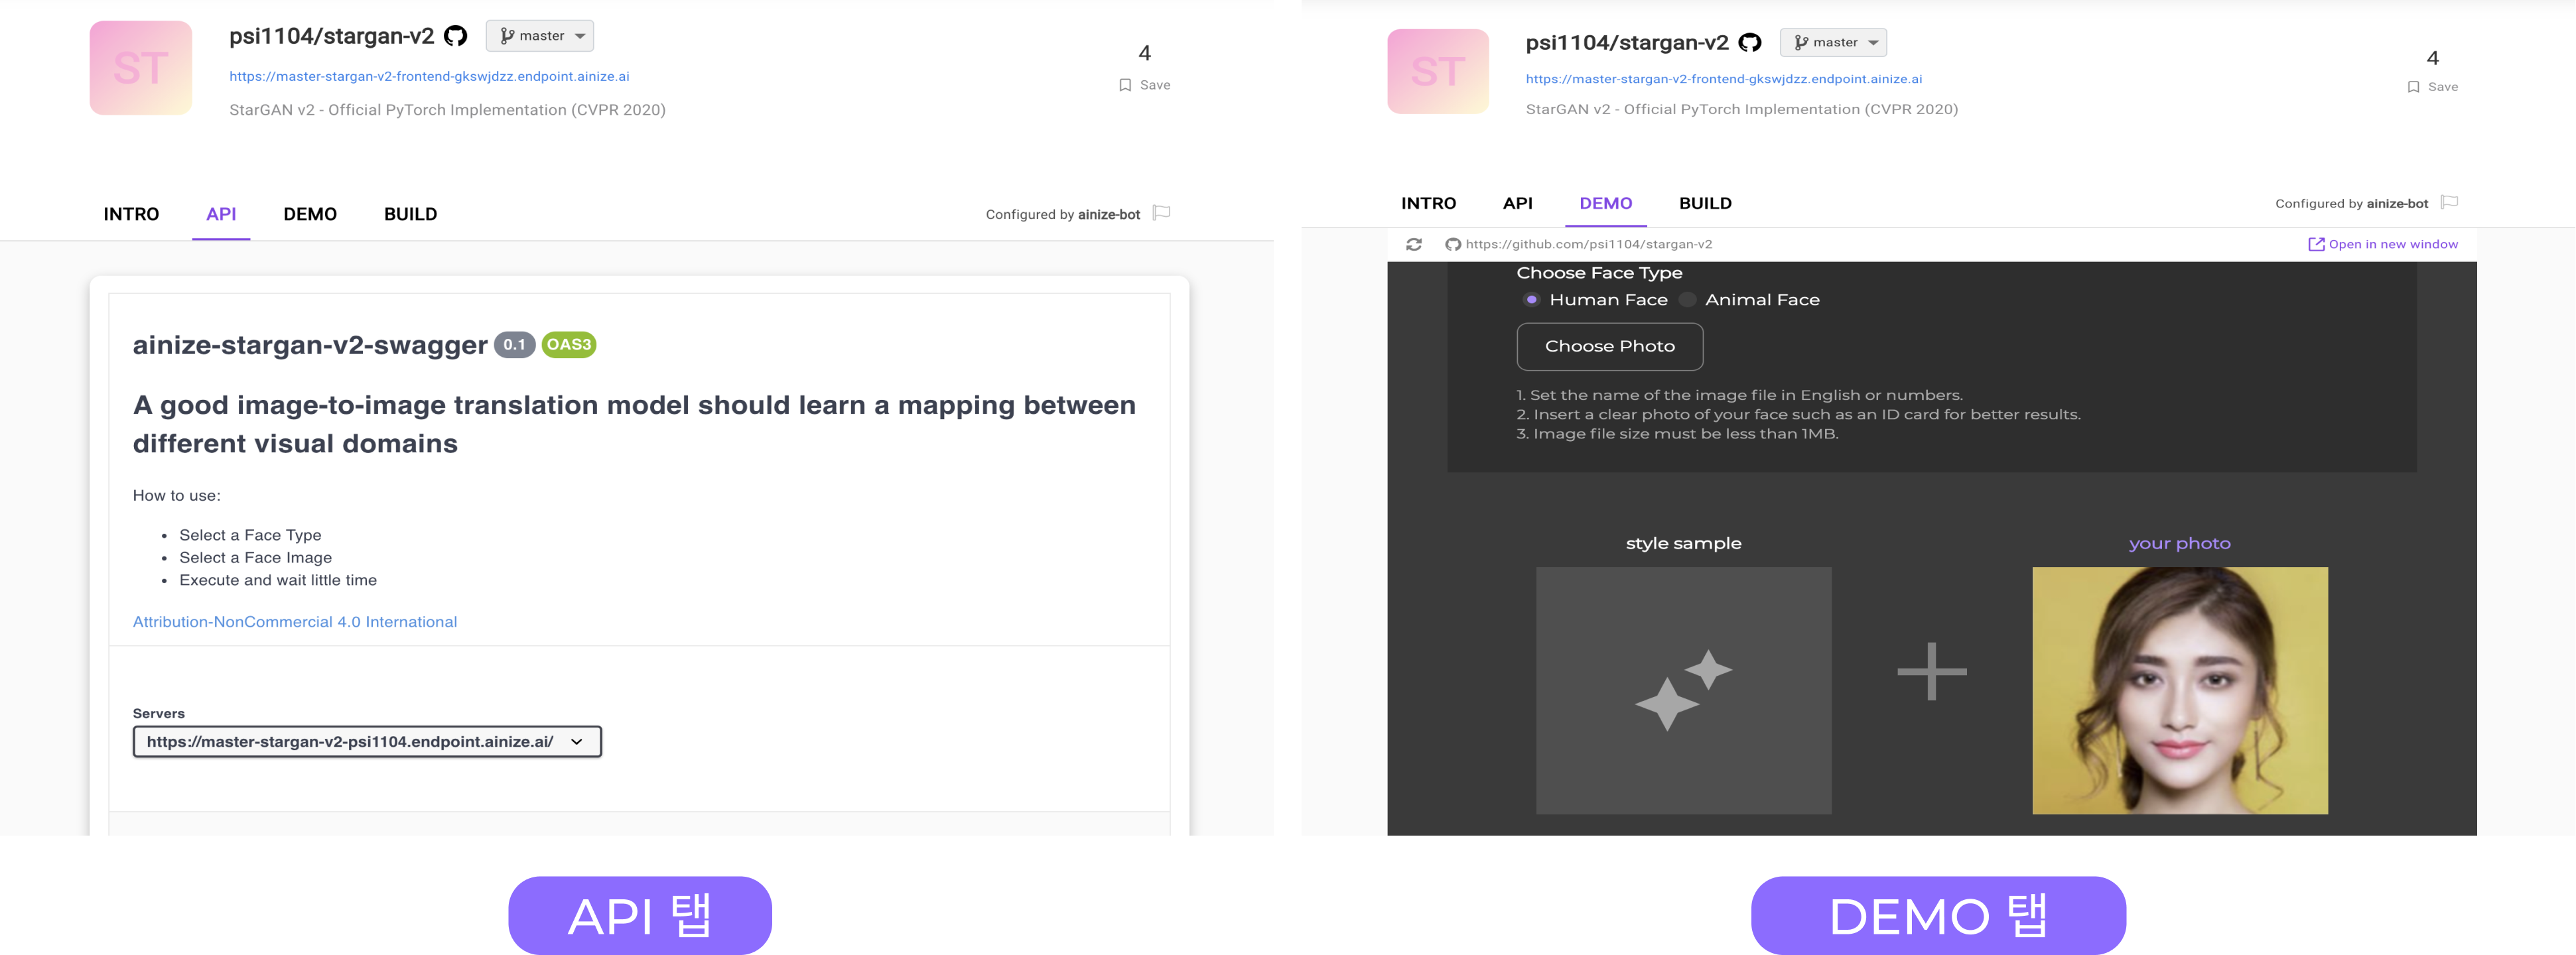 ST
psi1104/stargan-v2
master
https://master-stargan-v2-frontend-gkswjdzz.endpoint.ainize.ai
StarGAN v2 - Official PyTorch Implementation (CVPR 2020)
4
Save
INTRO API DEMO BUILD
Configured by ainize-bot
ainize-stargan-v2-swagger 0.1 OAS3
A good image-to-image translation model should learn a mapping between
different visual domains
How to use:
• Select a Face Type
• Select a Face Image
• Execute and wait little time
Attribution-NonCommercial 4.0 International
Servers
https://master-stargan-v2-psi1104.endpoint.ainize.ai/
API 탭
ST
psi1104/stargan-v2
master
https://master-stargan-v2-frontend-gkswjdzz.endpoint.ainize.ai
StarGAN v2 - Official PyTorch Implementation (CVPR 2020)
4
Save
INTRO API DEMO BUILD
Configured by ainize-bot
https://github.com/psi1104/stargan-v2
Open in new window
Choose Face Type
Human Face Animal Face
Choose Photo
1. Set the name of the image file in English or numbers.
2. Insert a clear photo of your face such as an ID card for better results.
3. Image file size must be less than 1MB.
style sample
your photo
DEMO 탭